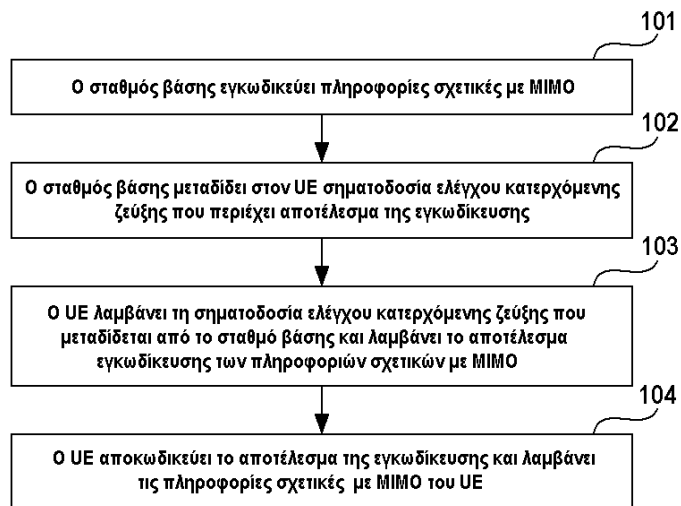 101
Ο σταθμός βάσης εγκωδικεύει πληροφορίες σχετικές με MIMO
102
Ο σταθμός βάσης μεταδίδει στον UE σηματοδοσία ελέγχου κατερχόμενης
ζεύξης που περιέχει αποτέλεσμα της εγκωδίκευσης
103
Ο UE λαμβάνει τη σηματοδοσία ελέγχου κατερχόμενης ζεύξης που
μεταδίδεται από το σταθμό βάσης και λαμβάνει το αποτέλεσμα
εγκωδίκευσης των πληροφοριών σχετικών με MIMO
104
Ο UE αποκωδικεύει το αποτέλεσμα της εγκωδίκευσης και λαμβάνει
τις πληροφορίες σχετικές με MIMO του UE